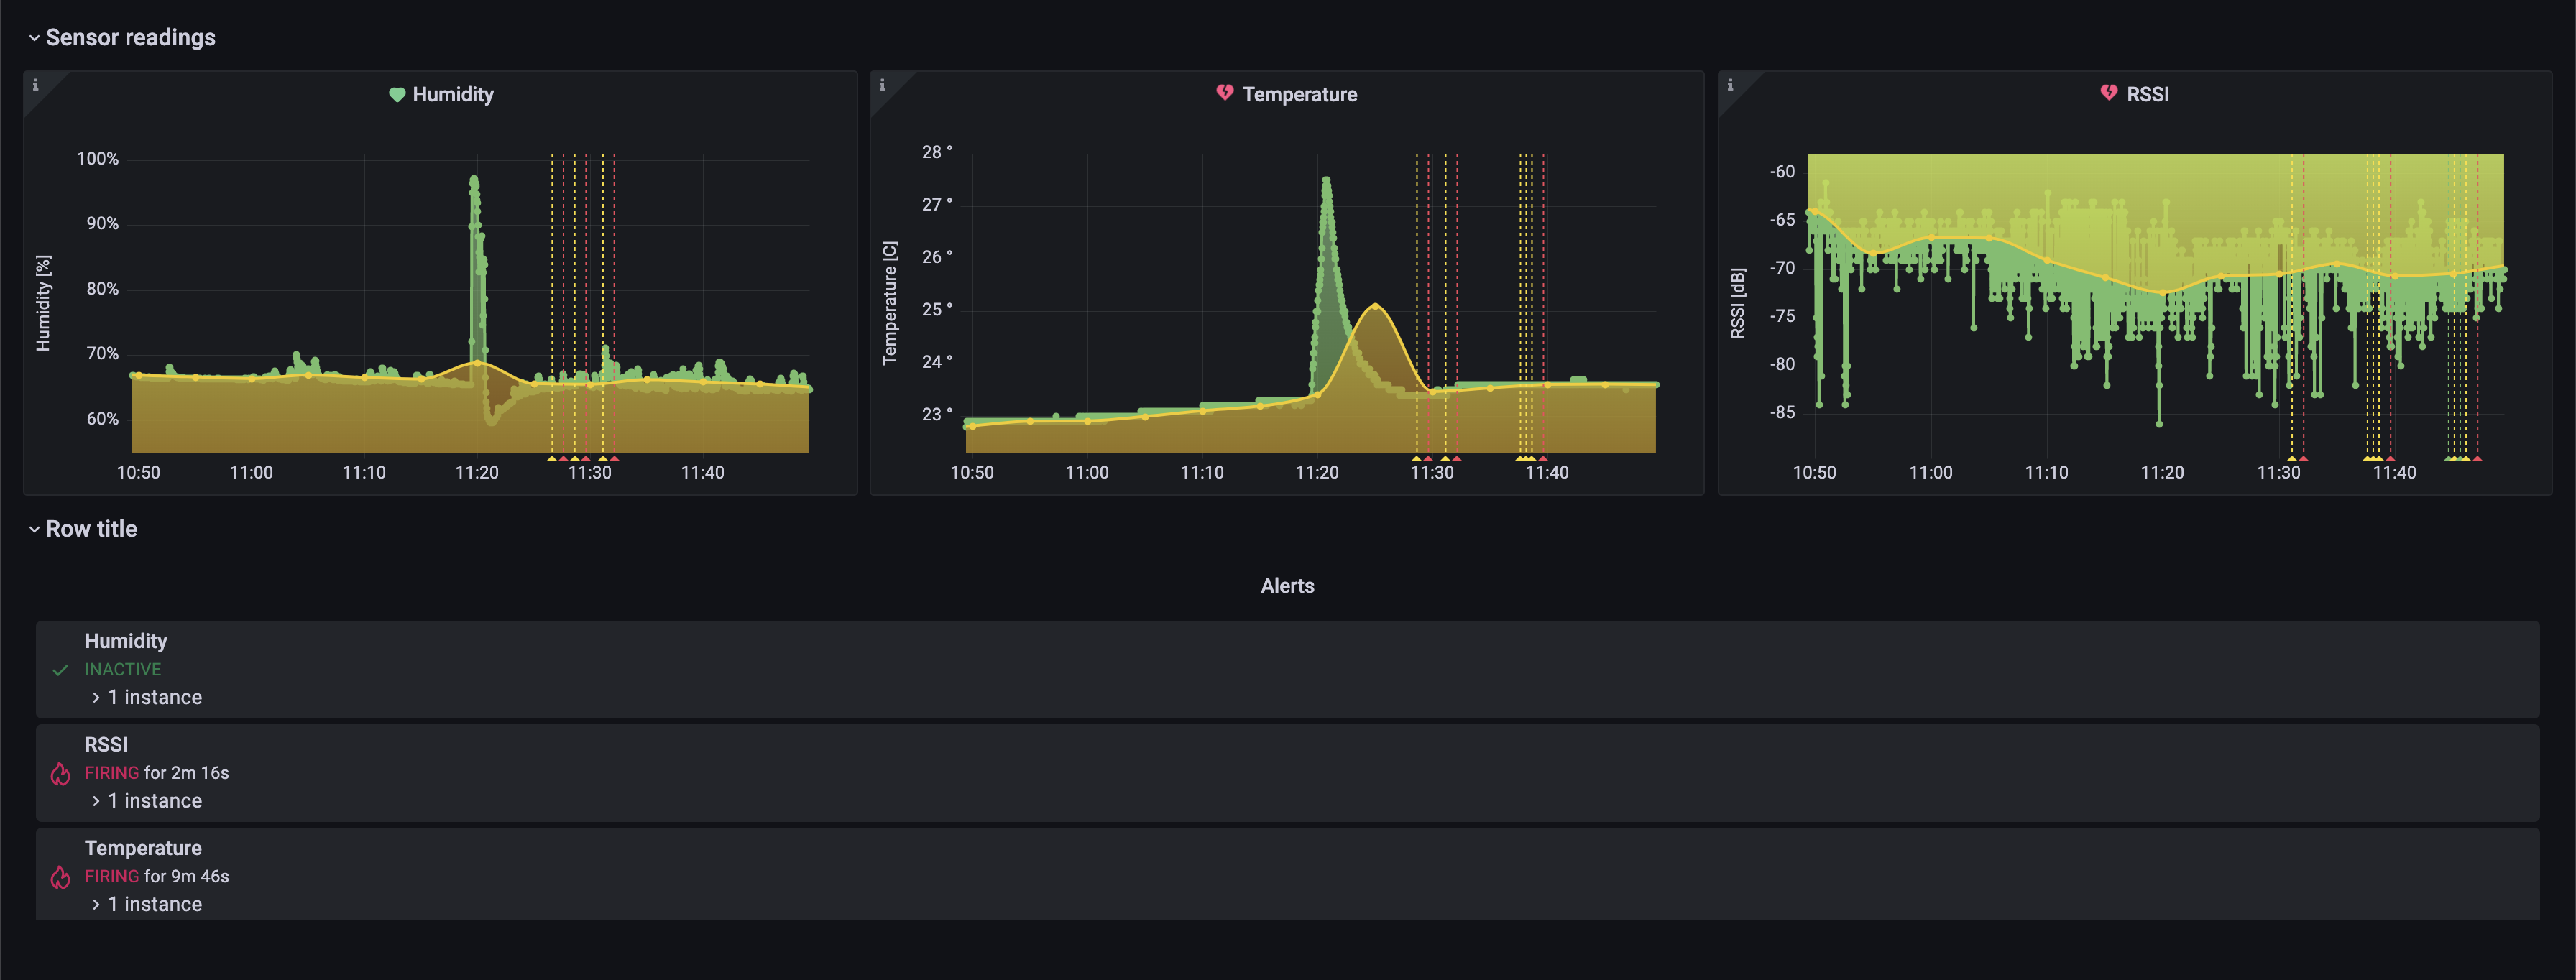 Sensor readings
Humidity
100%
90%
80%
70%
60%
Humidity [%]
10:50 11:00 11:10 11:20 11:30 11:40
Temperature
28 °
27 °
26 °
25 °
24 °
23 °
Temperature [C]
10:50 11:00 11:10 11:20 11:30 11:40
RSSI
-60
-65
-70
-75
-80
-85
RSSI [dB]
10:50 11:00 11:10 11:20 11:30 11:40
Row title
Alerts
Humidity
INACTIVE
1 instance
RSSI
FIRING for 2m 16s
1 instance
Temperature
FIRING for 9m 46s
1 instance